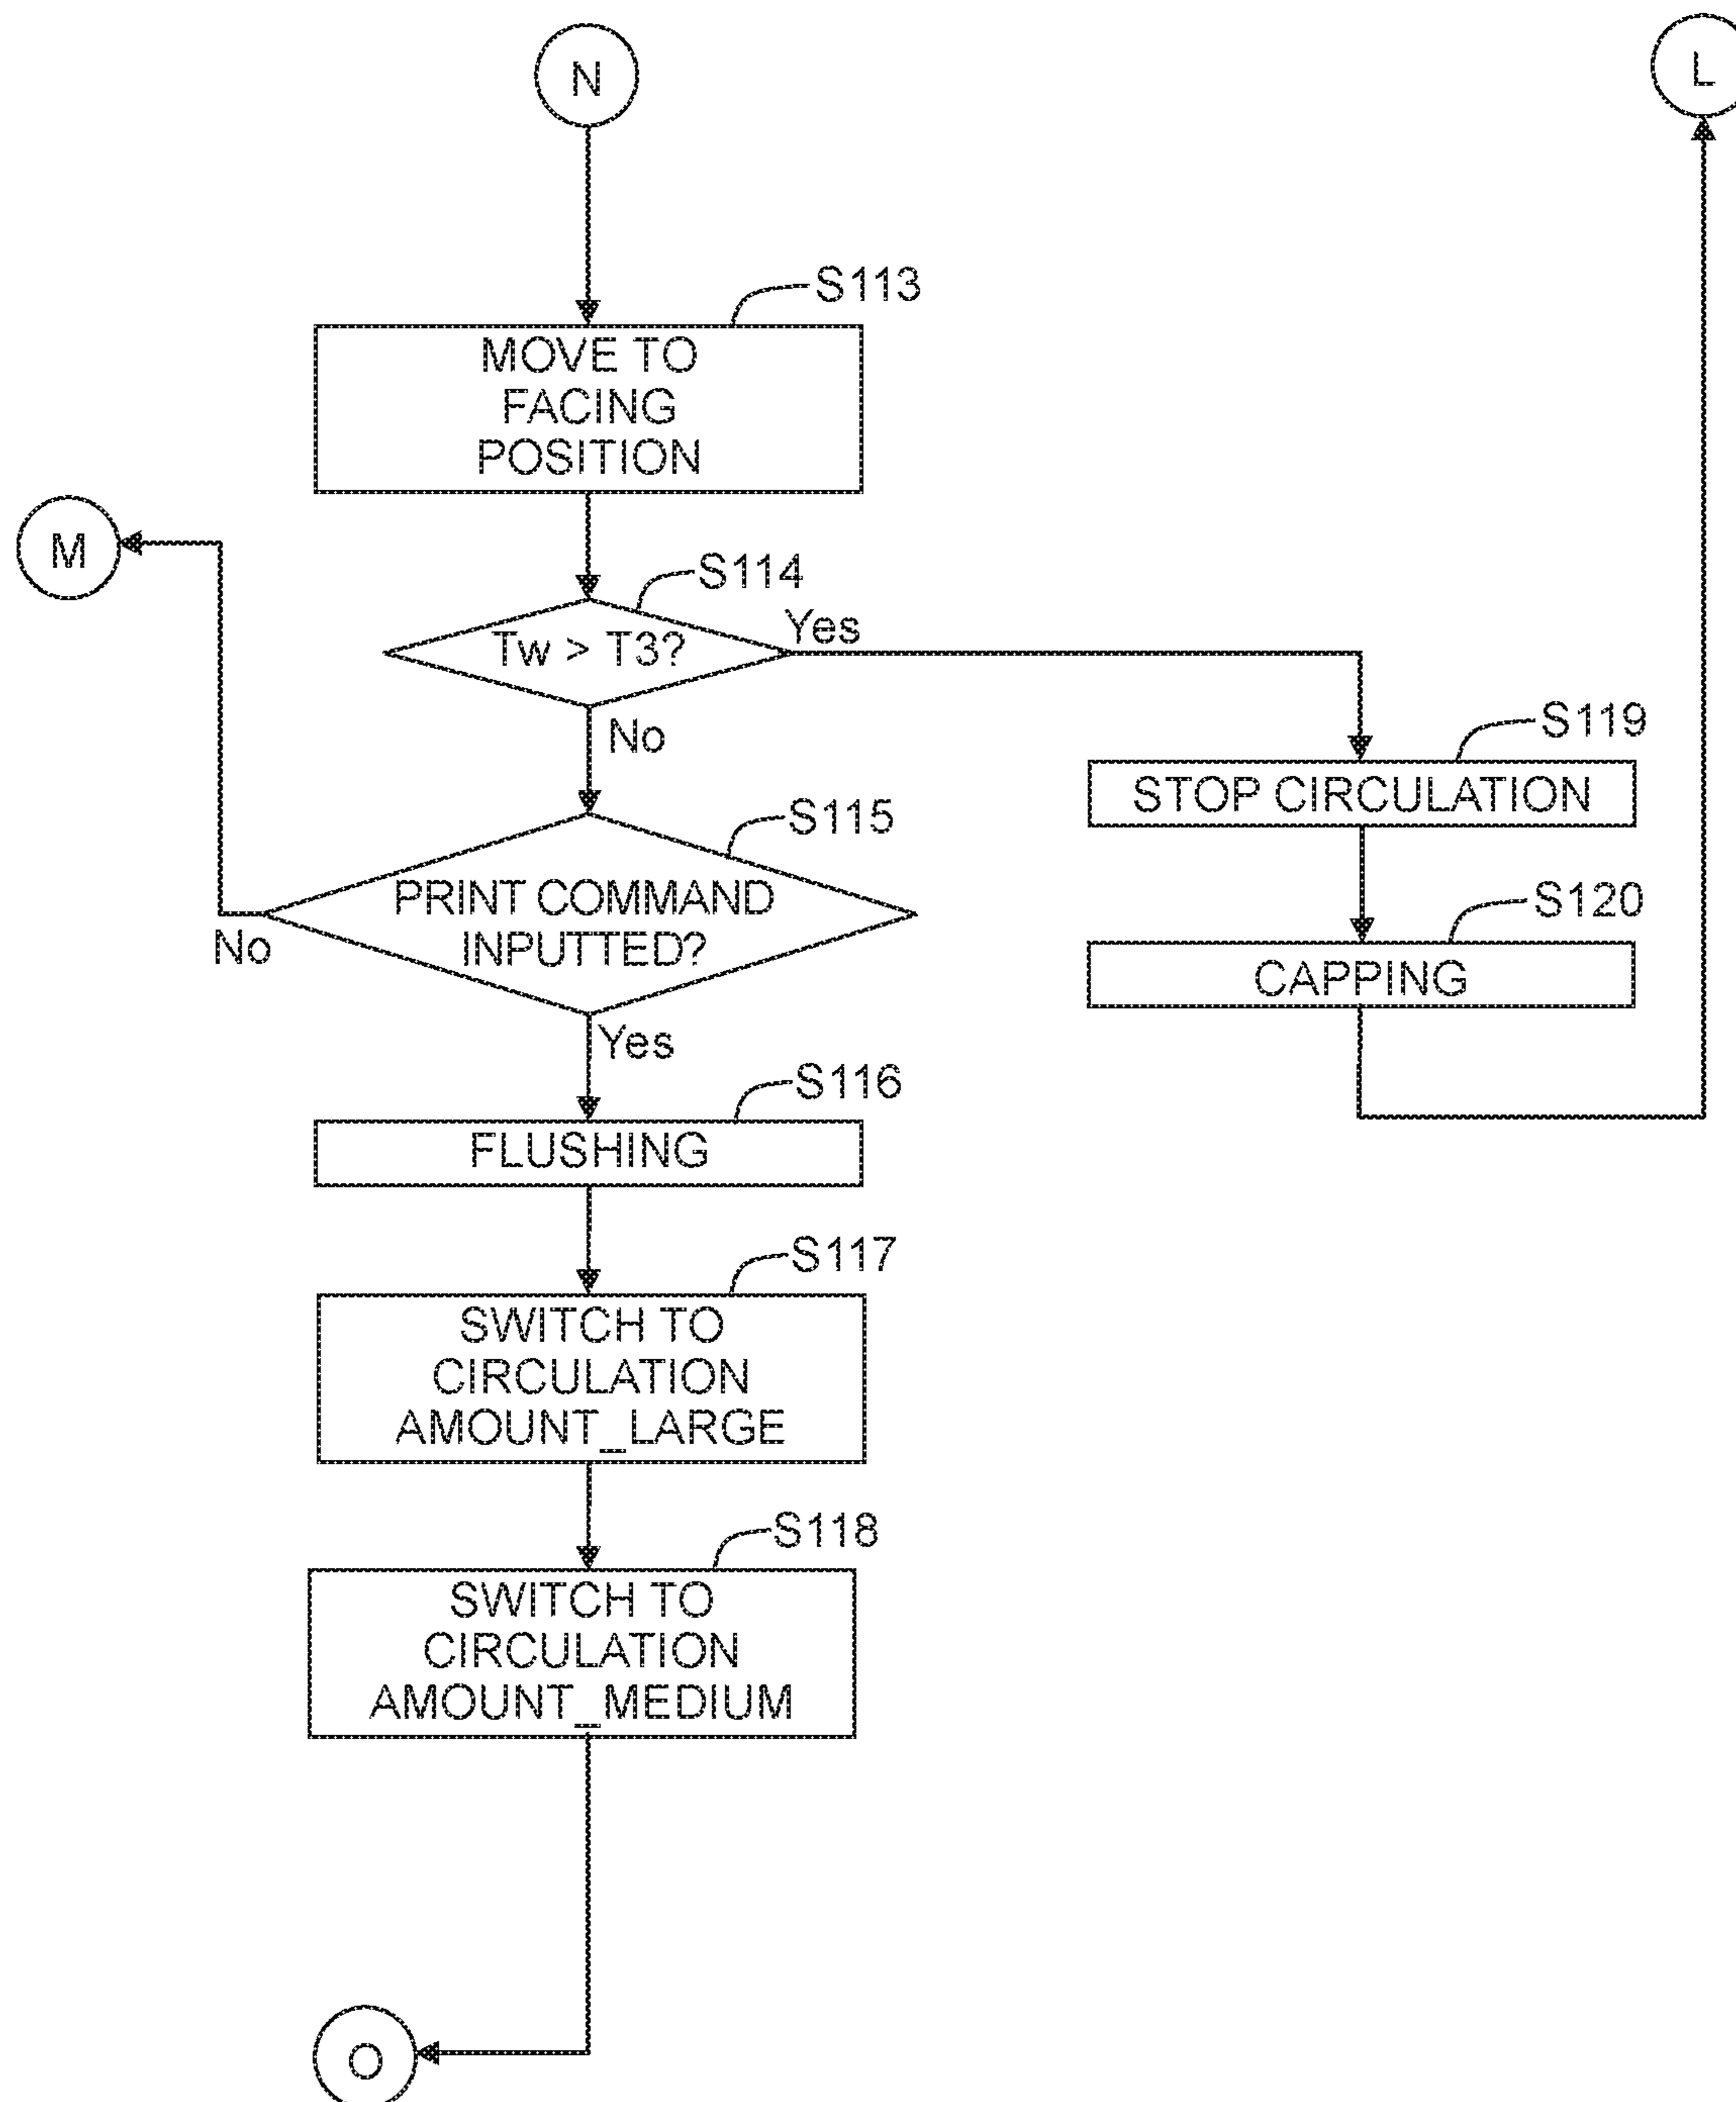 N
L
S113
MOVE TO
FACING
POSITION
M
S114
Tw > T3?
Yes
No
S119
STOP CIRCULATION
S115
PRINT COMMAND
INPUTTED?
No
S120
CAPPING
Yes
S116
FLUSHING
S117
SWITCH TO
CIRCULATION
AMOUNT_LARGE
S118
SWITCH TO
CIRCULATION
AMOUNT_MEDIUM
O